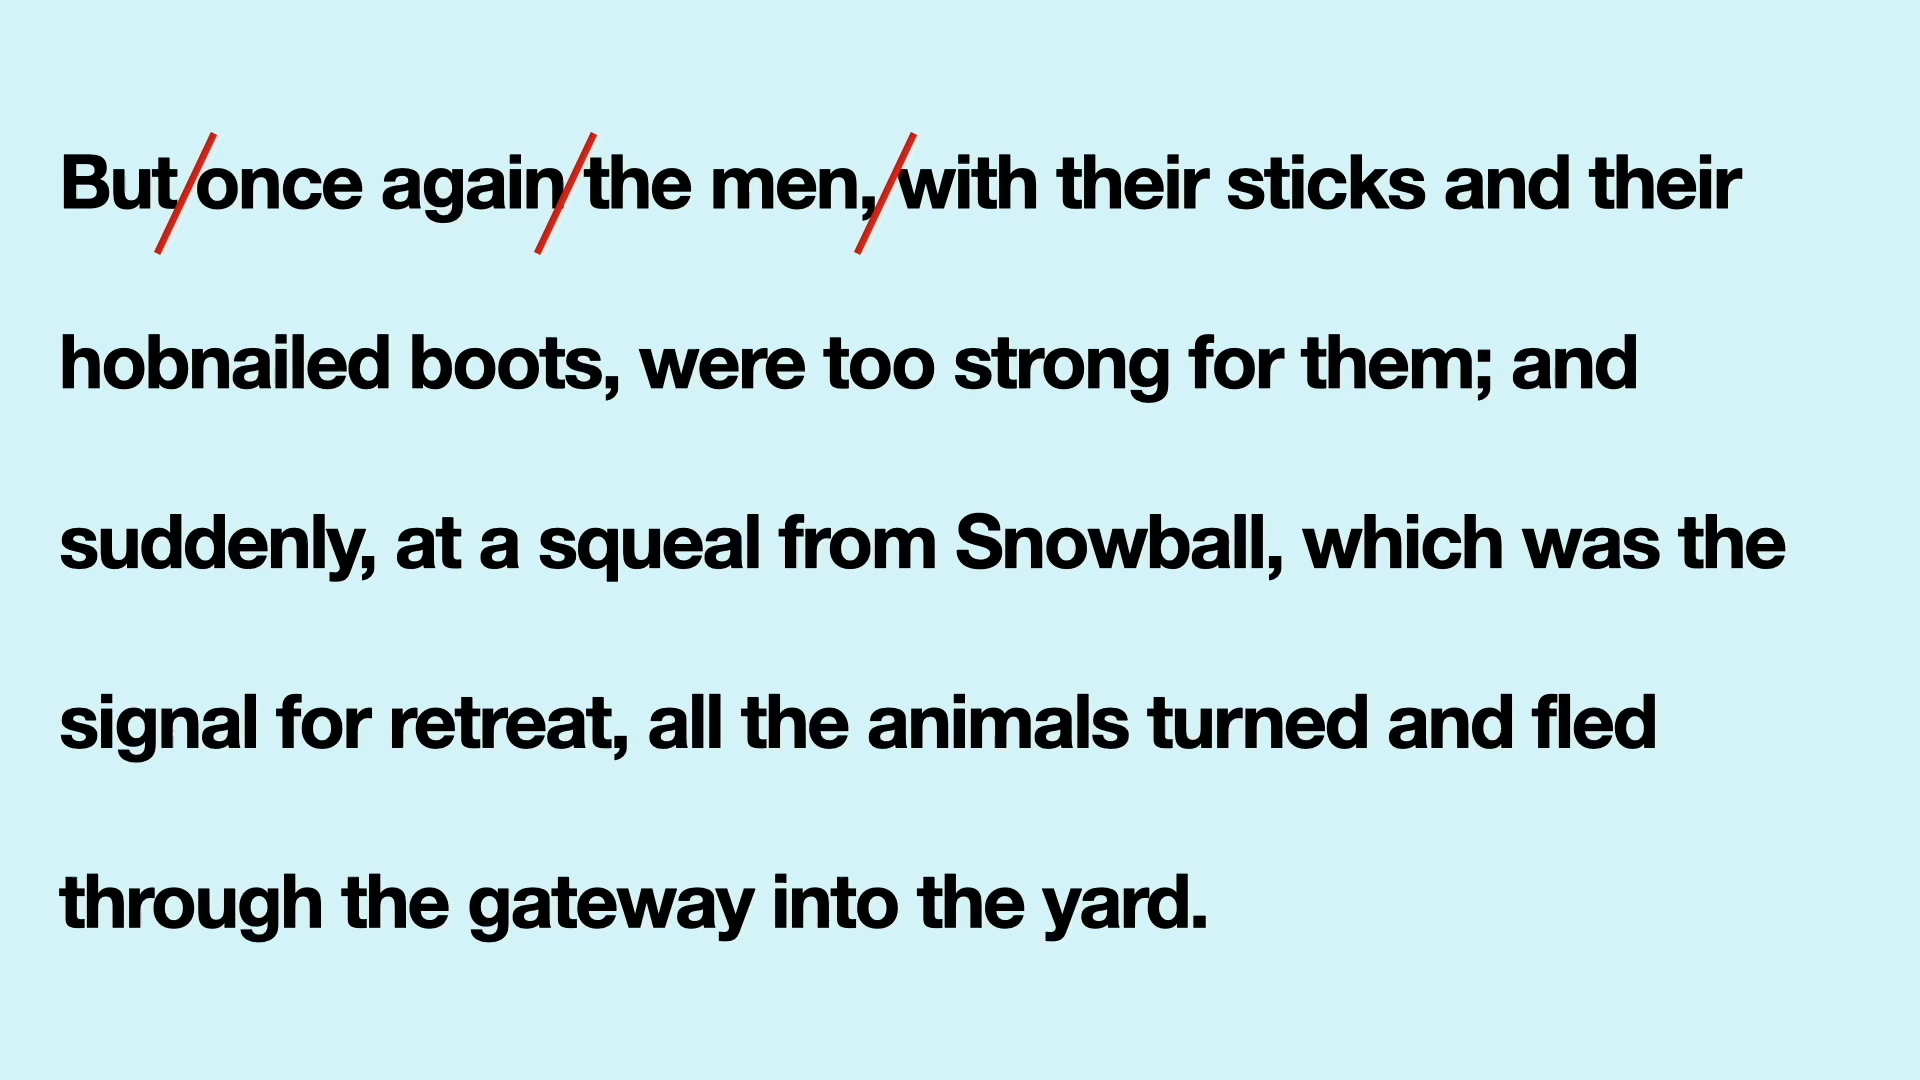 But/once again/the men,/with their sticks and their
hobnailed boots, were too strong for them; and
suddenly, at a squeal from Snowball, which was the
signal for retreat, all the animals turned and fled
through the gateway into the yard.